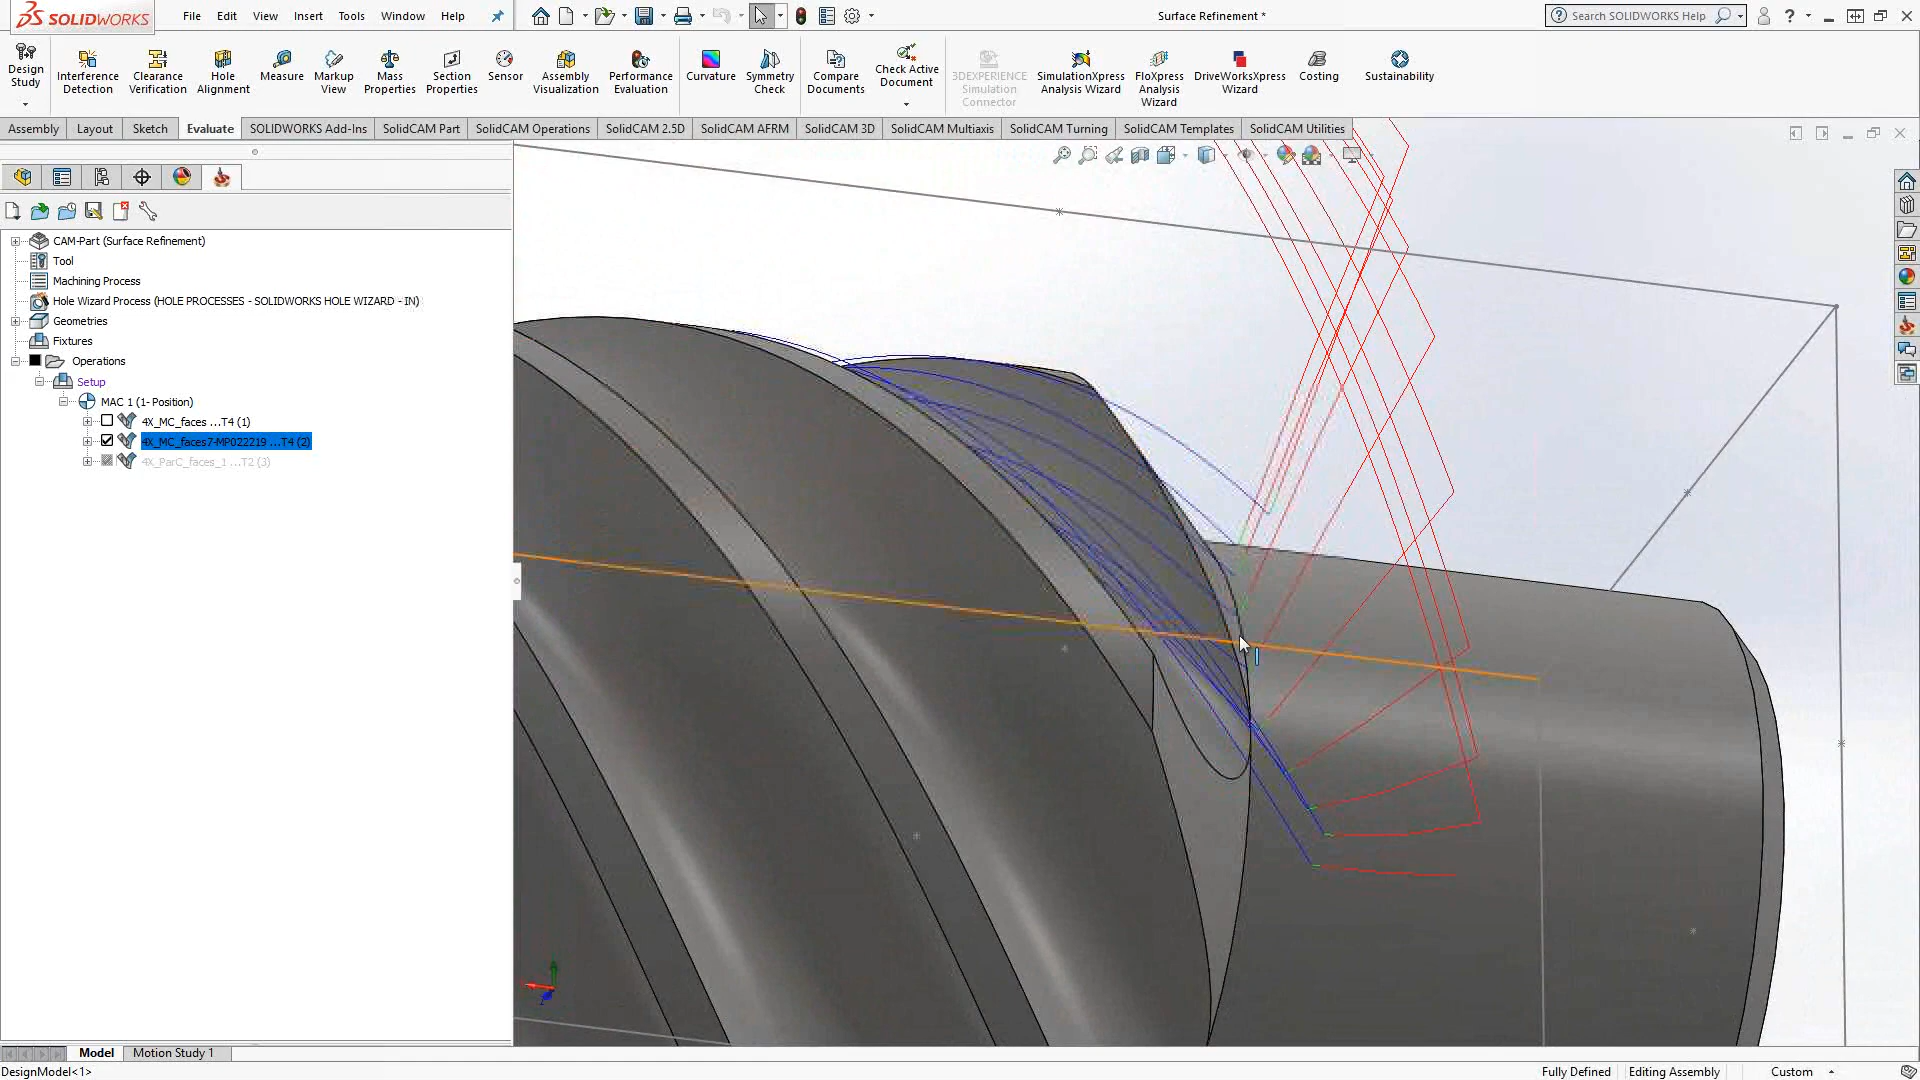 SOLIDWORKS
File Edit View Insert Tools Window Help
Surface Refinement *
Search SOLIDWORKS Help
Design Study
Interference Detection
Clearance Verification
Hole Alignment
Measure
Markup View
Mass Properties
Section Properties
Sensor
Assembly Visualization
Performance Evaluation
Curvature
Symmetry Check
Compare Documents
Check Active Document
3DEXPERIENCE Simulation Connector
SimulationXpress Analysis Wizard
FloXpress Analysis Wizard
DriveWorksXpress Wizard
Costing
Sustainability
Assembly Layout Sketch Evaluate SOLIDWORKS Add-Ins SolidCAM Part SolidCAM Operations SolidCAM 2.5D SolidCAM AFRM SolidCAM 3D SolidCAM Multiaxis SolidCAM Turning SolidCAM Templates SolidCAM Utilities
CAM-Part (Surface Refinement)
Tool
Machining Process
Hole Wizard Process (HOLE PROCESSES - SOLIDWORKS HOLE WIZARD - IN)
Geometries
Fixtures
Operations
Setup
MAC 1 (1- Position)
4X_MC_faces ...T4 (1)
4X_MC_faces7-MP022219 ...T4 (2)
4X_ParC_faces_1 ...T2 (3)
Model Motion Study 1
DesignModel<1>
Fully Defined Editing Assembly Custom